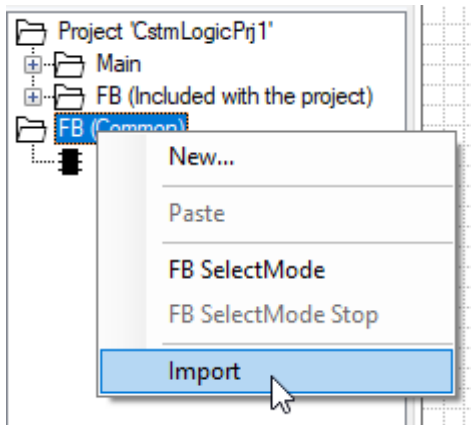 Project 'CstmLogicPrj1'
Main
FB (Included with the project)
FB (Common)
New...
Paste
FB SelectMode
FB SelectMode Stop
Import